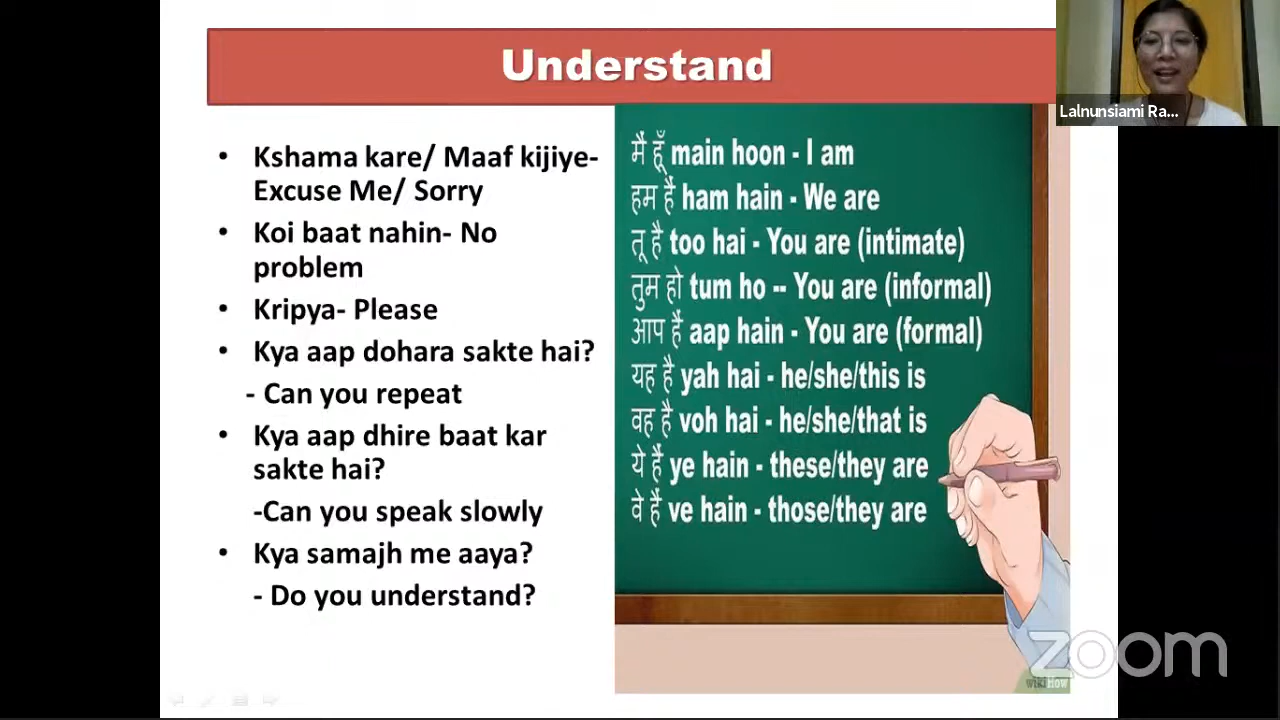 Understand
Lalnunsiami Ra...
• Kshama kare/ Maaf kijiye-
Excuse Me/ Sorry
• Koi baat nahin- No
problem
• Kripya- Please
• Kya aap dohara sakte hai?
- Can you repeat
• Kya aap dhire baat kar
sakte hai?
-Can you speak slowly
• Kya samajh me aaya?
- Do you understand?
मैं हूँ main hoon - I am
हम हैं ham hain - We are
तू है too hai - You are (intimate)
तुम हो tum ho -- You are (informal)
आप हैं aap hain - You are (formal)
यह है yah hai - he/she/this is
वह है voh hai - he/she/that is
ये हैं ye hain - these/they are
वे हैं ve hain - those/they are
zoom
wikiHow